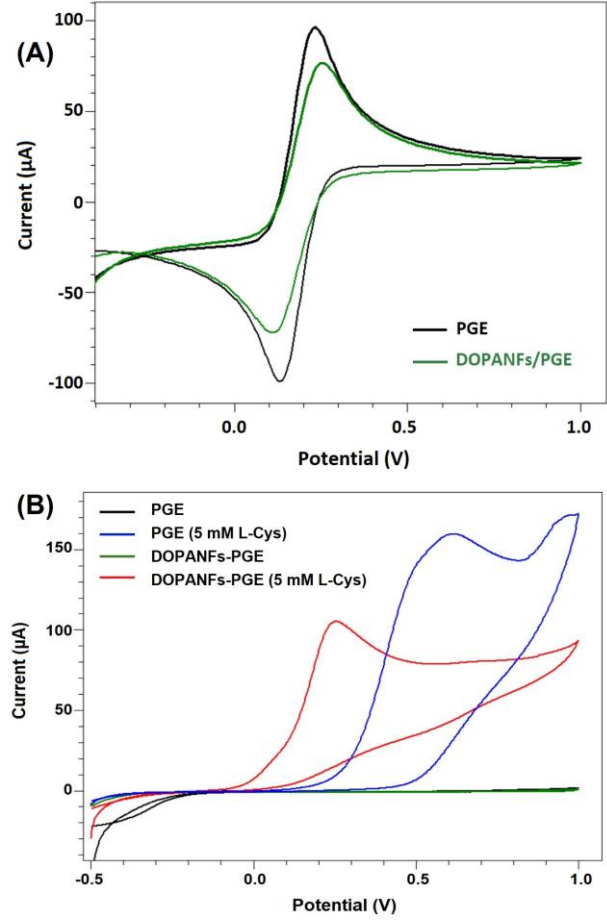 (A)
100
50
0
-50
-100
Current (µA)
PGE
DOPANFs/PGE
0.0 0.5 1.0
Potential (V)
(B)
PGE
PGE (5 mM L-Cys)
DOPANFs-PGE
DOPANFs-PGE (5 mM L-Cys)
150
100
50
0
Current (µA)
-0.5 0.0 0.5 1.0
Potential (V)